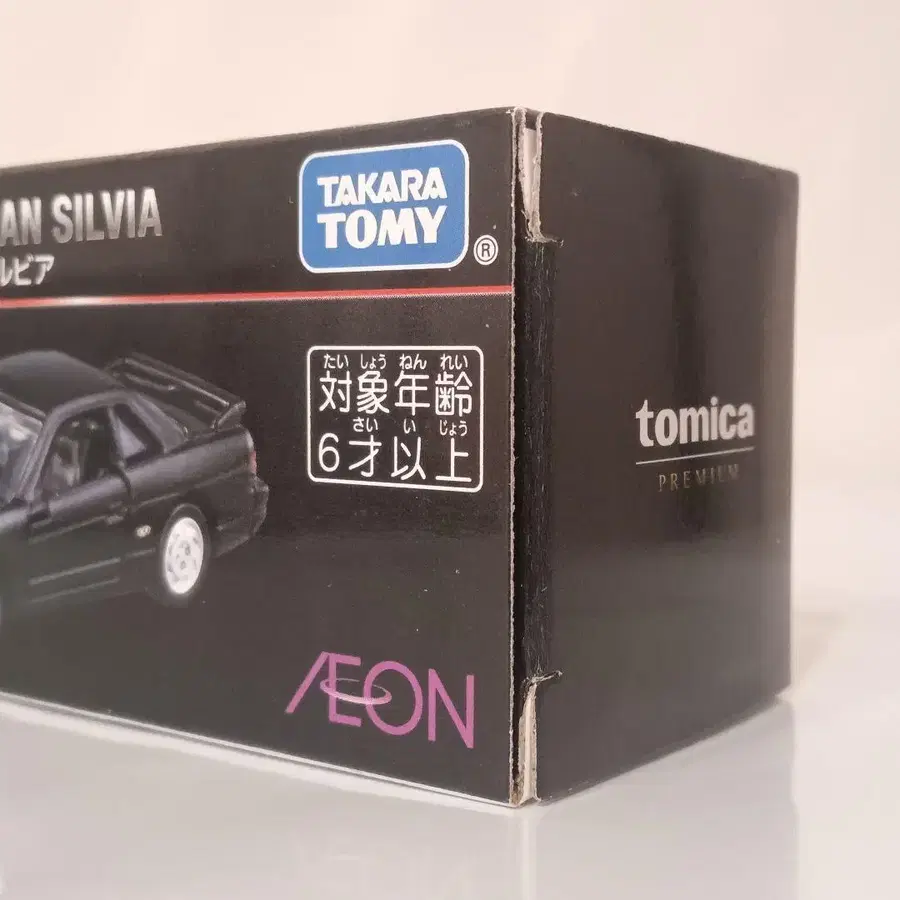 AN SILVIA
ルビア
TAKARA
TOMY
®
たい しょう ねん れい
対象年齢
さい い じょう
6才以上
ÆON
tomica
PREMIUM